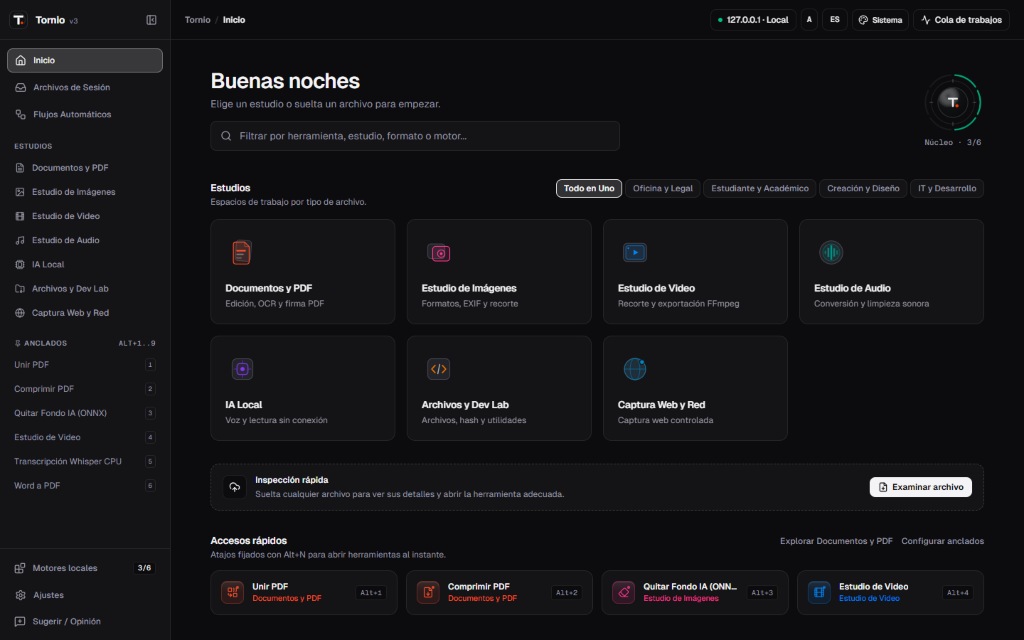 T. Tornio v3
Inicio
Archivos de Sesión
Flujos Automáticos
ESTUDIOS
Documentos y PDF
Estudio de Imágenes
Estudio de Video
Estudio de Audio
IA Local
Archivos y Dev Lab
Captura Web y Red
ANCLADOS ALT+1..9
Unir PDF 1
Comprimir PDF 2
Quitar Fondo IA (ONNX) 3
Estudio de Video 4
Transcripción Whisper CPU 5
Word a PDF 6
Motores locales 3/6
Ajustes
Sugerir / Opinión
Tornio / Inicio
127.0.0.1 · Local A ES Sistema Cola de trabajos
Buenas noches
Elige un estudio o suelta un archivo para empezar.
Filtrar por herramienta, estudio, formato o motor...
T.
Núcleo · 3/6
Estudios
Espacios de trabajo por tipo de archivo.
Todo en Uno Oficina y Legal Estudiante y Académico Creación y Diseño IT y Desarrollo
Documentos y PDF
Edición, OCR y firma PDF
Estudio de Imágenes
Formatos, EXIF y recorte
Estudio de Video
Recorte y exportación FFmpeg
Estudio de Audio
Conversión y limpieza sonora
IA Local
Voz y lectura sin conexión
Archivos y Dev Lab
Archivos, hash y utilidades
Captura Web y Red
Captura web controlada
Inspección rápida
Suelta cualquier archivo para ver sus detalles y abrir la herramienta adecuada.
Examinar archivo
Accesos rápidos
Atajos fijados con Alt+N para abrir herramientas al instante.
Explorar Documentos y PDF Configurar anclados
Unir PDF
Documentos y PDF
Alt+1
Comprimir PDF
Documentos y PDF
Alt+2
Quitar Fondo IA (ONN...
Estudio de Imágenes
Alt+3
Estudio de Video
Estudio de Video
Alt+4